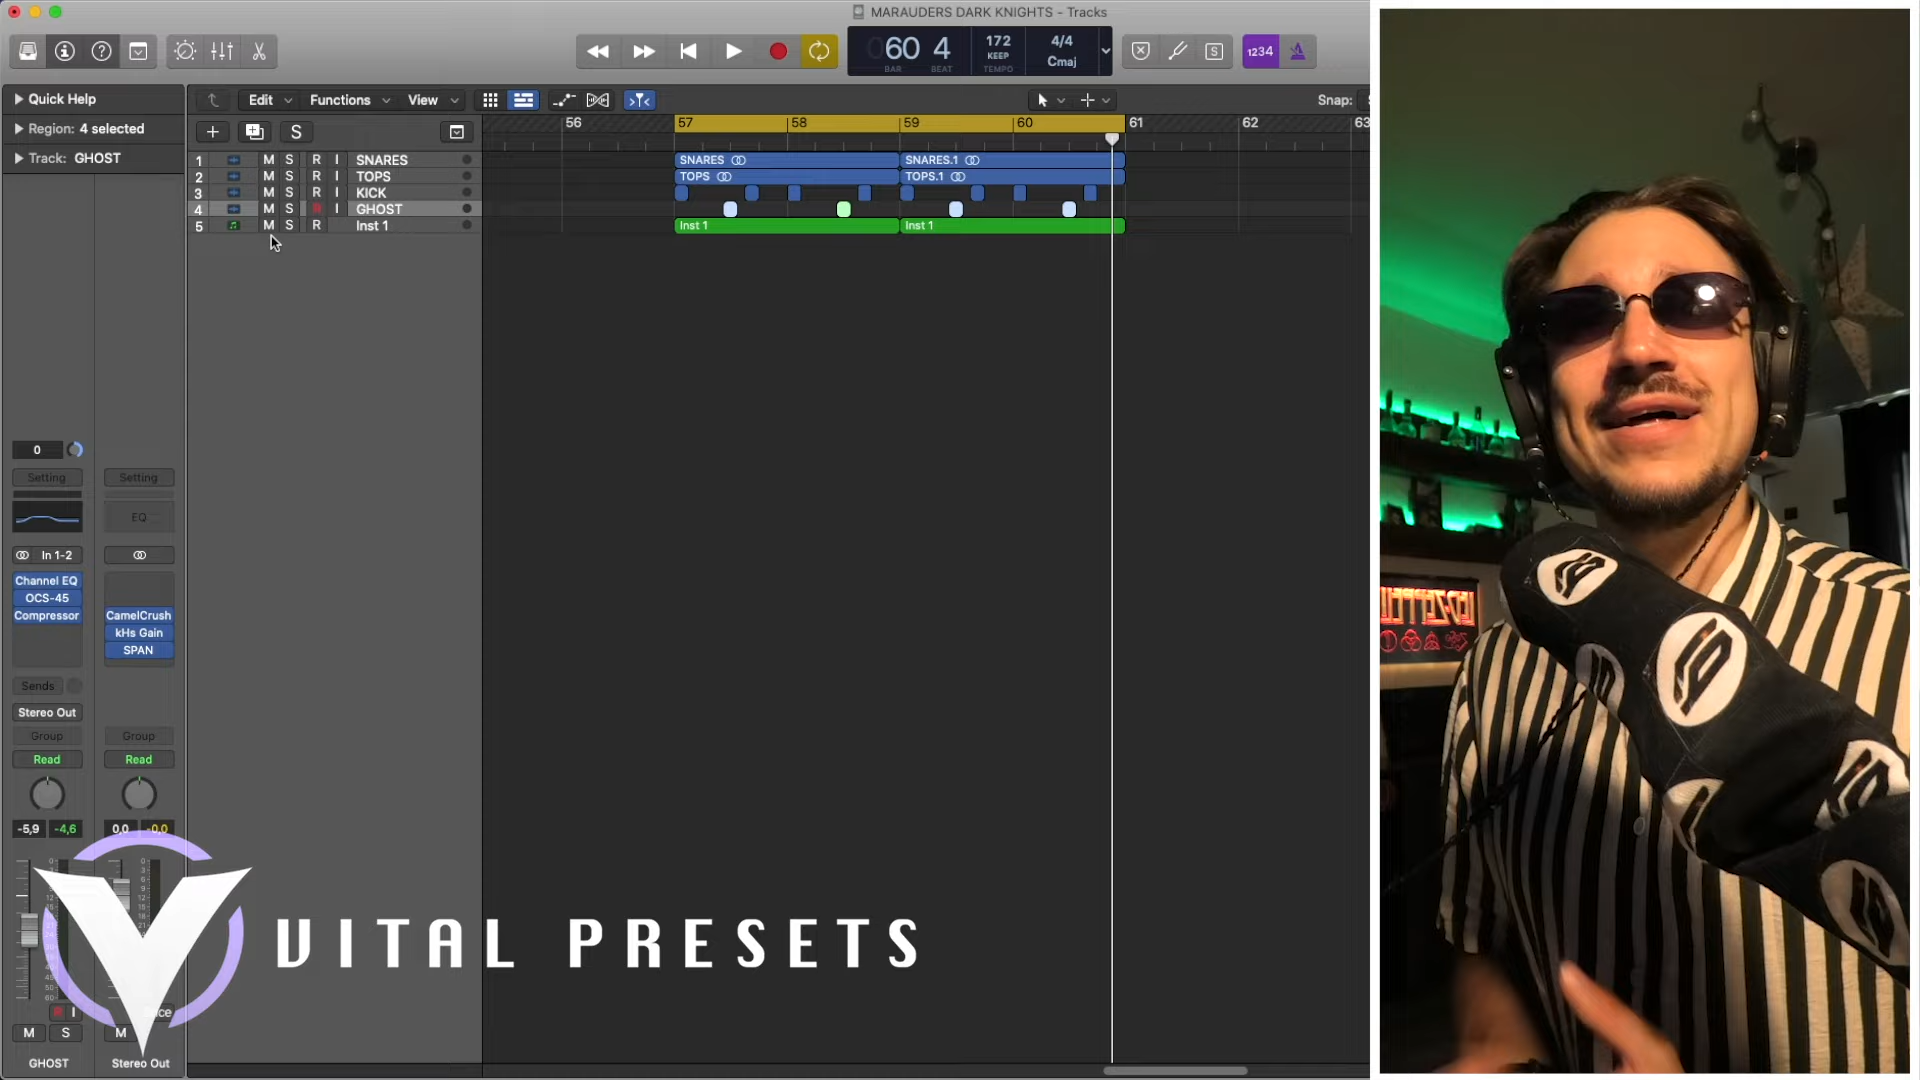 MARAUDERS DARK KNIGHTS - Tracks
60 4
BAR BEAT
172
KEEP
TEMPO
4/4
Cmaj
S
1234
Quick Help
Edit
Functions
View
Snap:
Region: 4 selected
S
56 57 58 59 60 61 62 63
Track: GHOST
1 M S R I SNARES
SNARES
SNARES.1
2 M S R I TOPS
TOPS
TOPS.1
3 M S R I KICK
4 M S R I GHOST
5 M S R Inst 1
Inst 1
Inst 1
0
Setting
Setting
EQ
In 1-2
Channel EQ
OCS-45
Compressor
CamelCrush
kHs Gain
SPAN
Sends
Stereo Out
Group
Group
Read
Read
-5,9 -4,6
0,0 -0,0
VITAL PRESETS
R I
M S
M
GHOST
Stereo Out
LED-ZEPPELIN